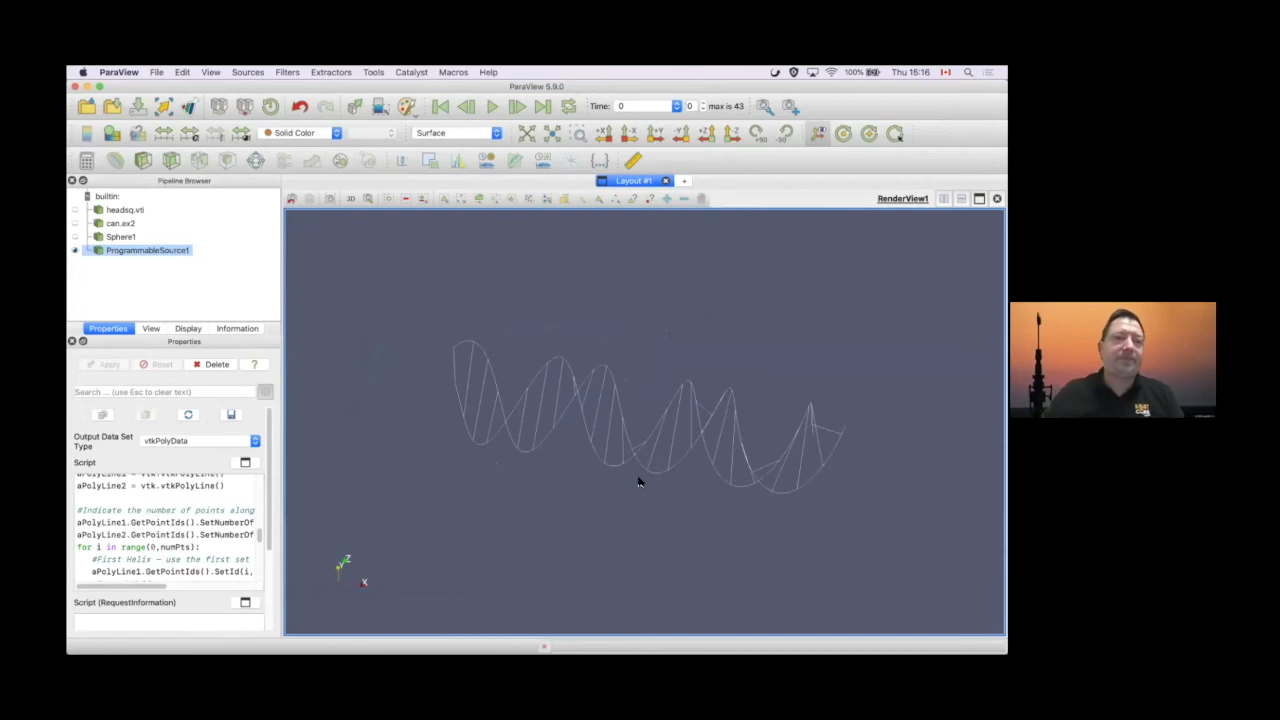 ParaView File Edit View Sources Filters Extractors Tools Catalyst Macros Help 100% Thu 15:16
ParaView 5.9.0
Time: 0 0 max is 43
Solid Color Surface
Pipeline Browser Layout #1 +
builtin: 3D RenderView1
headsq.vti
can.ex2
Sphere1
ProgrammableSource1
Properties View Display Information
Properties
Apply Reset Delete ?
Search ... (use Esc to clear text)
Output Data Set Type vtkPolyData
Script
aPolyLine1 = vtk.vtkPolyLine()
aPolyLine2 = vtk.vtkPolyLine()
#Indicate the number of points along
aPolyLine1.GetPointIds().SetNumberOf
aPolyLine2.GetPointIds().SetNumberOf
for i in range(0,numPts):
#First Helix - use the first set
aPolyLine1.GetPointIds().SetId(i,
Script (RequestInformation)
Z
X